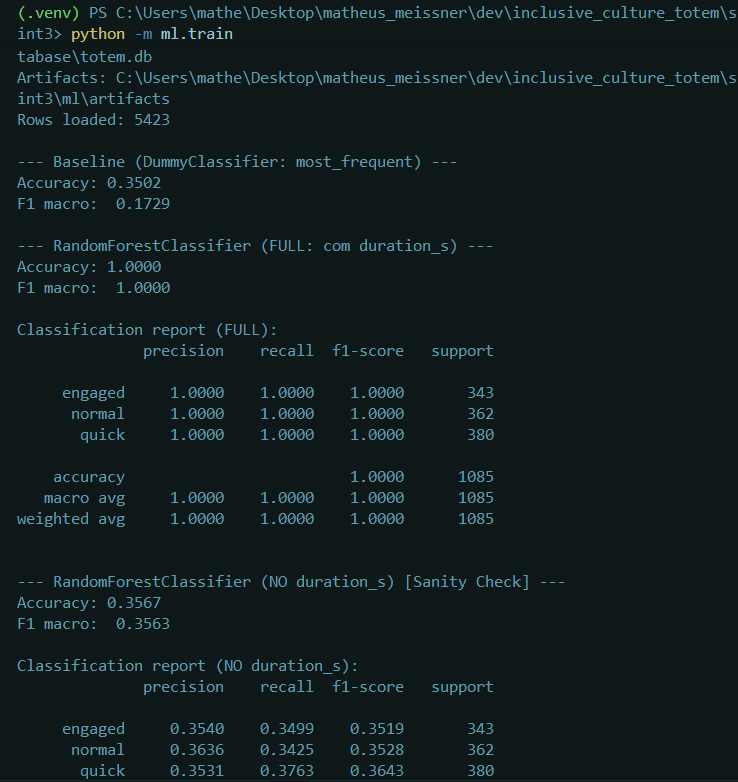 (.venv) PS C:\Users\mathe\Desktop\matheus_meissner\dev\inclusive_culture_totem\s
int3> python -m ml.train
tabase\totem.db
Artifacts: C:\Users\mathe\Desktop\matheus_meissner\dev\inclusive_culture_totem\s
int3\ml\artifacts
Rows loaded: 5423
--- Baseline (DummyClassifier: most_frequent) ---
Accuracy: 0.3502
F1 macro:  0.1729
--- RandomForestClassifier (FULL: com duration_s) ---
Accuracy: 1.0000
F1 macro:  1.0000
Classification report (FULL):
              precision    recall  f1-score   support
     engaged     1.0000    1.0000    1.0000       343
      normal     1.0000    1.0000    1.0000       362
       quick     1.0000    1.0000    1.0000       380
    accuracy                         1.0000      1085
   macro avg     1.0000    1.0000    1.0000      1085
weighted avg     1.0000    1.0000    1.0000      1085
--- RandomForestClassifier (NO duration_s) [Sanity Check] ---
Accuracy: 0.3567
F1 macro:  0.3563
Classification report (NO duration_s):
              precision    recall  f1-score   support
     engaged     0.3540    0.3499    0.3519       343
      normal     0.3636    0.3425    0.3528       362
       quick     0.3531    0.3763    0.3643       380